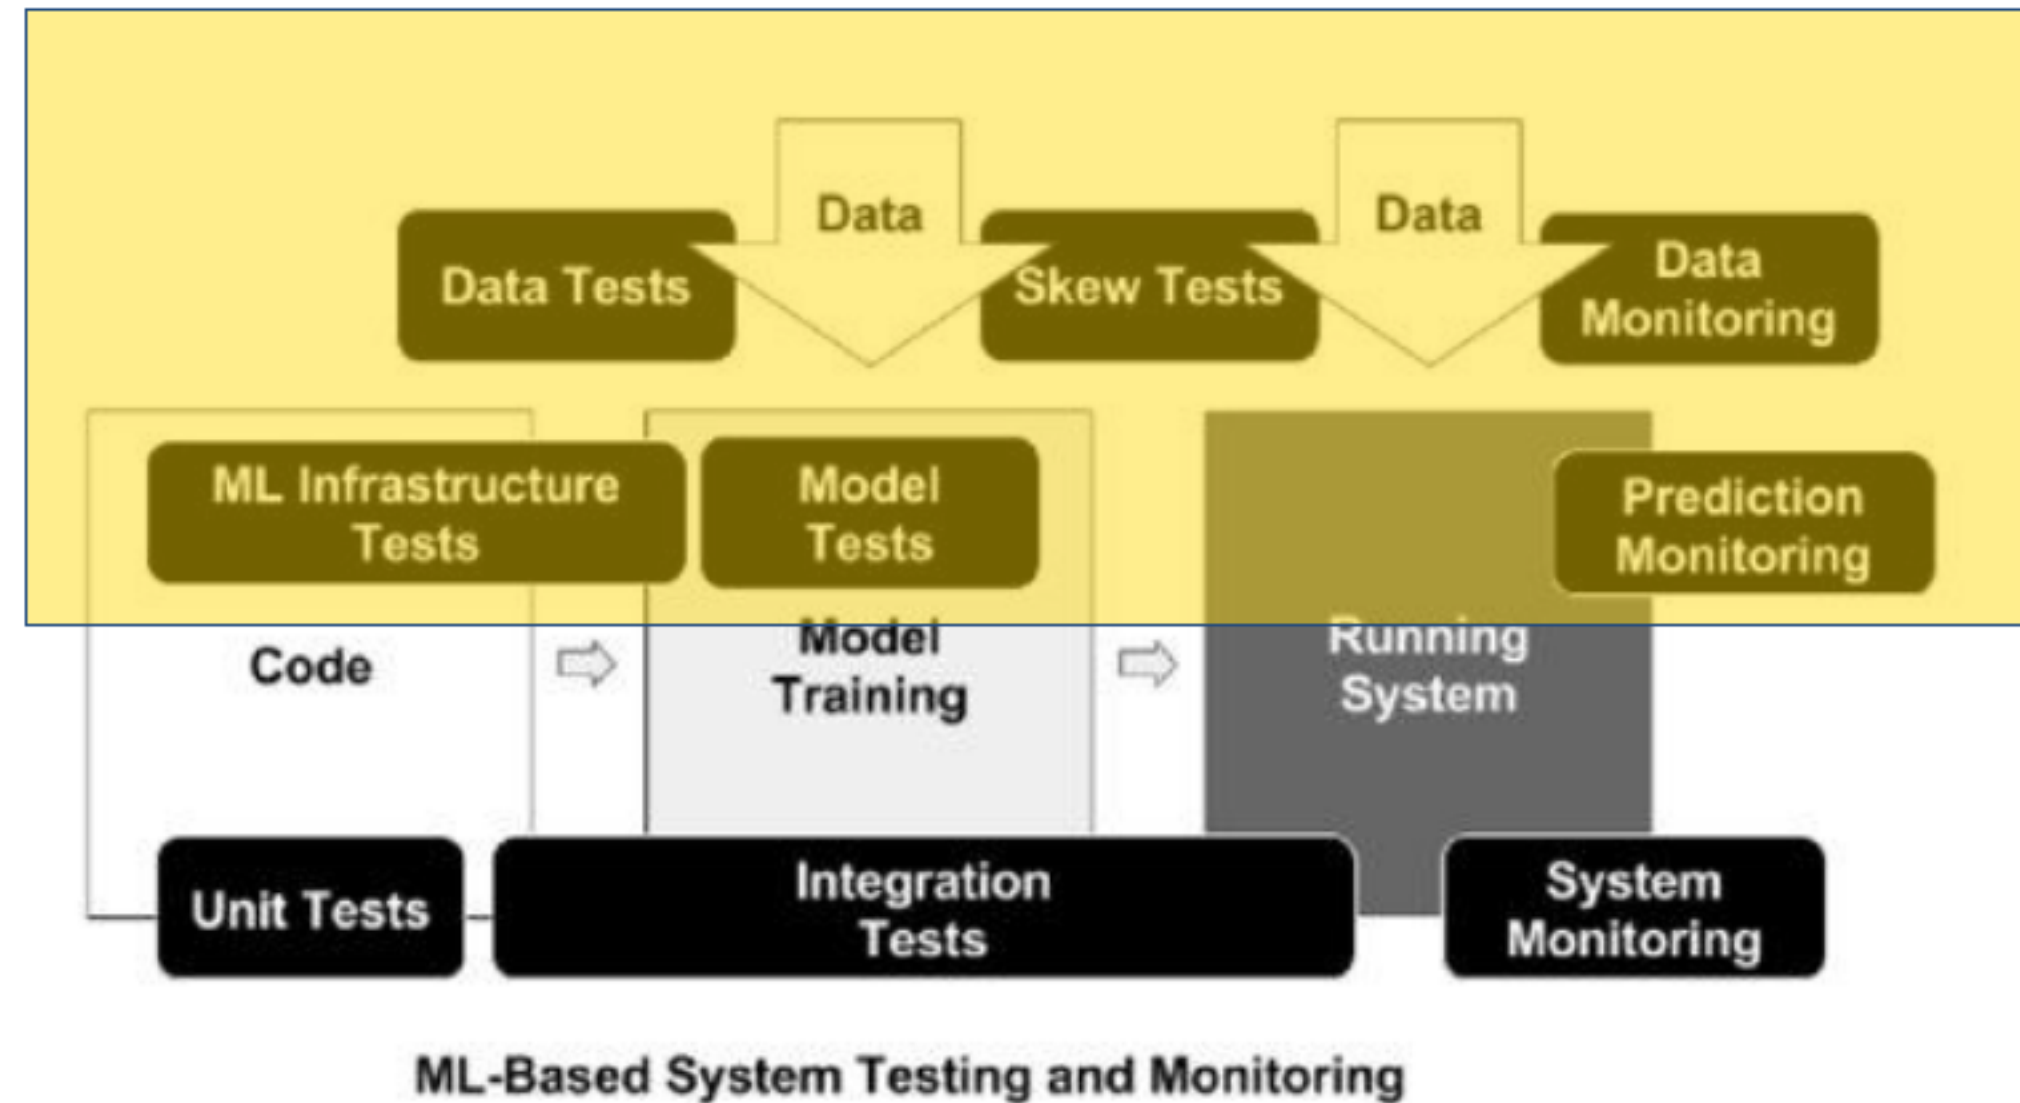 Data
Data
Data Tests
Skew Tests
Data
Monitoring
ML Infrastructure
Tests
Model
Tests
Prediction
Monitoring
Code
Model
Training
Running
System
Unit Tests
Integration
Tests
System
Monitoring
ML-Based System Testing and Monitoring